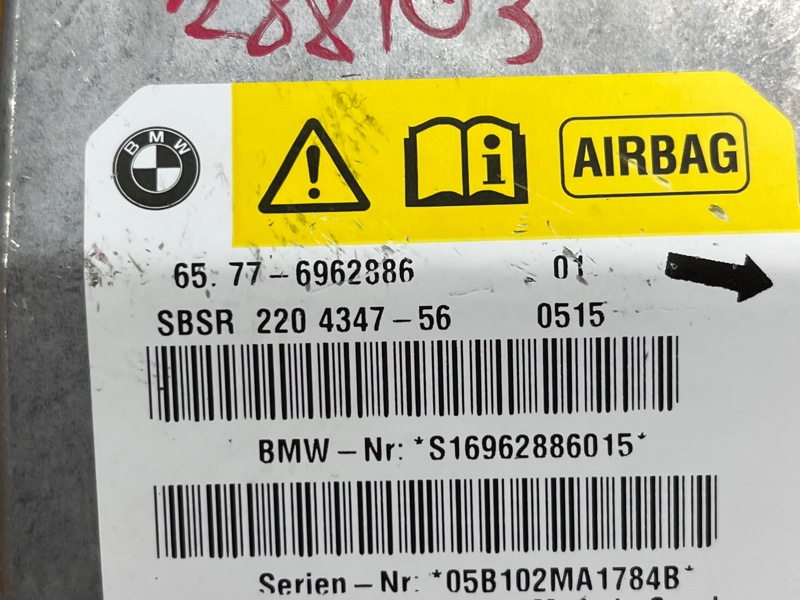 288103
BMW
AIRBAG
65. 77-6962886 01
SBSR 220 4347-56 0515
BMW-Nr: *S16962886015*
Serien-Nr: *05B102MA1784B*